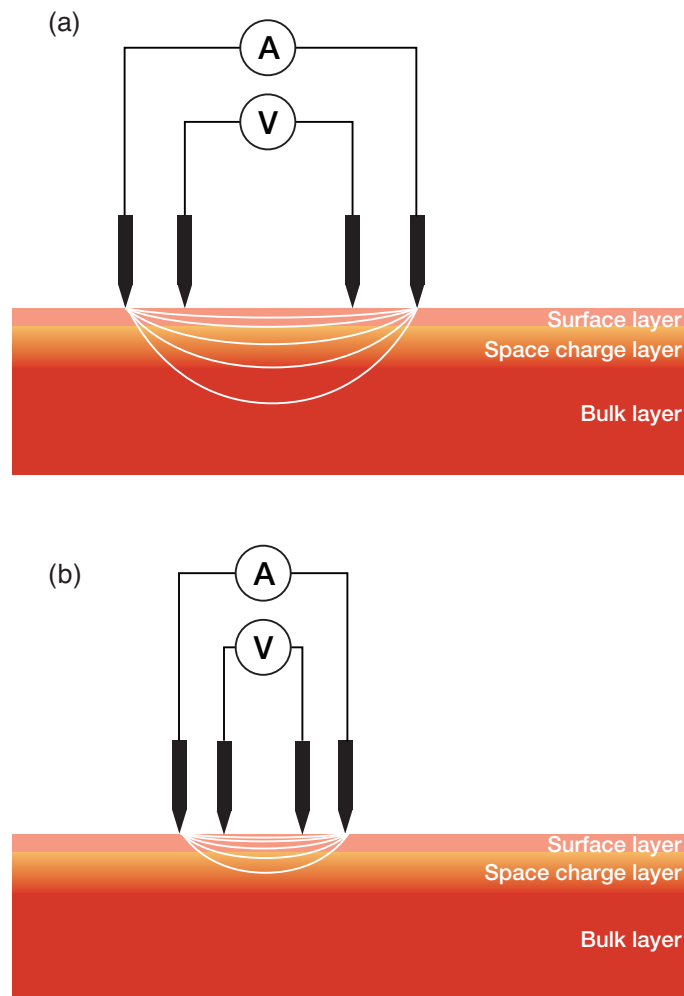 (a)
A
V
Surface layer
Space charge layer
Bulk layer
(b)
A
V
Surface layer
Space charge layer
Bulk layer